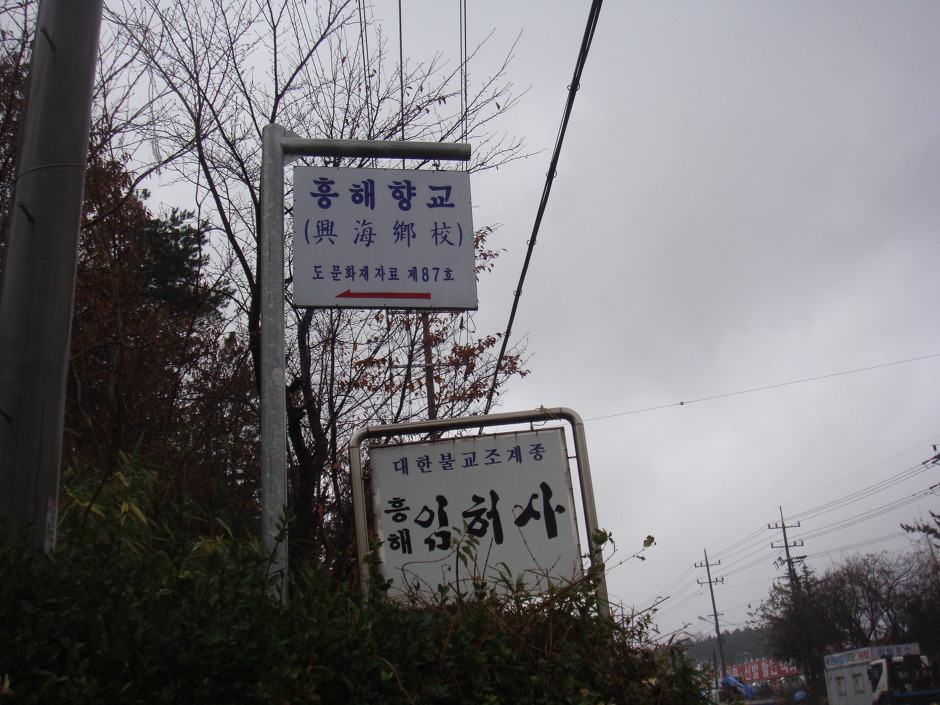 흥해향교
(興海鄕校)
도문화재자료 제87호
대한불교조계종
흥해 임허사